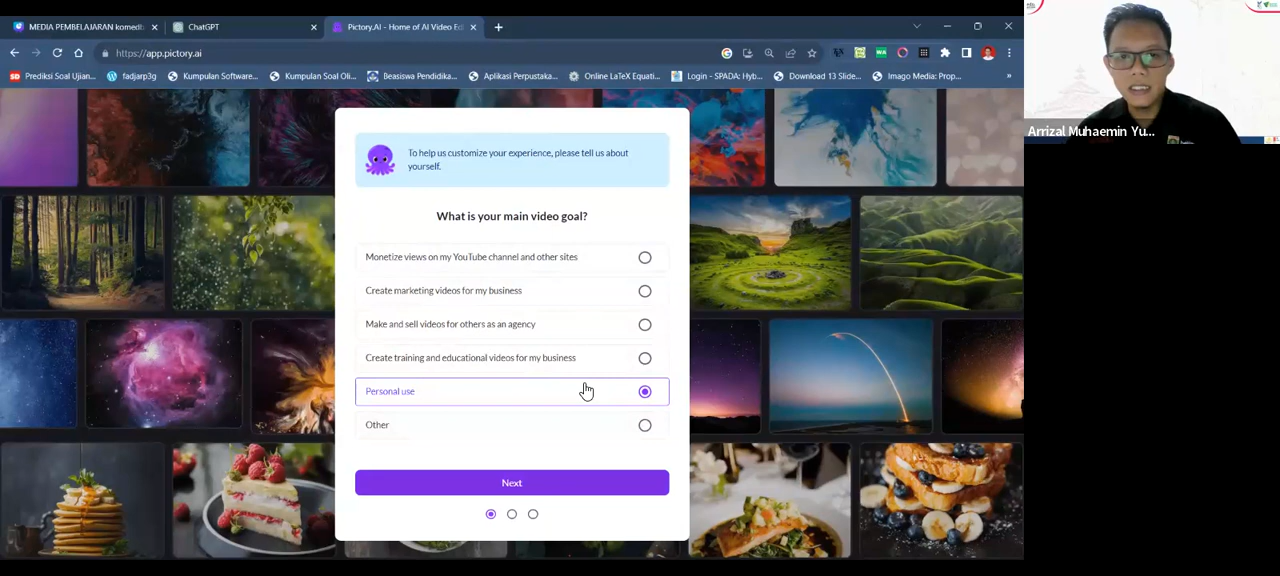 MEDIA PEMBELAJARAN komedi
ChatGPT
Pictory.AI - Home of AI Video Edi
https://app.pictory.ai
Prediksi Soal Ujian...
fadjarp3g
Kumpulan Software...
Kumpulan Soal Oli...
Beasiswa Pendidika...
Aplikasi Perpustaka...
Online LaTeX Equati...
Login - SPADA: Hyb...
Download 13 Slide...
Imago Media: Prop...
»
To help us customize your experience, please tell us about
yourself.
What is your main video goal?
Monetize views on my YouTube channel and other sites
Create marketing videos for my business
Make and sell videos for others as an agency
Create training and educational videos for my business
Personal use
Other
Next
Arrizal Muhaemin Yu...